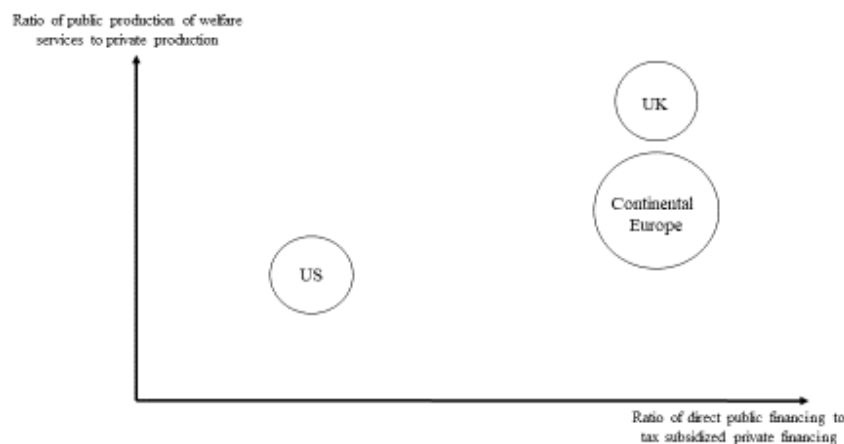 Ratio of public production of welfare
services to private production
UK
Continental
Europe
US
Ratio of direct public financing to
tax subsidized private financing